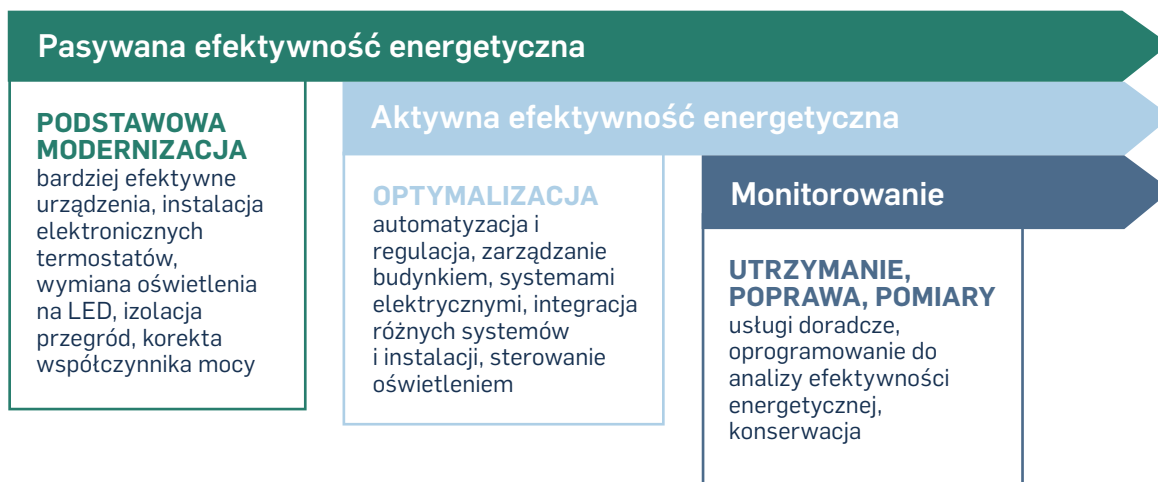 Pasywana efektywność energetyczna
PODSTAWOWA
MODERNIZACJA
bardziej efektywne
urządzenia, instalacja
elektronicznych
termostatów,
wymiana oświetlenia
na LED, izolacja
przegród, korekta
współczynnika mocy
Aktywna efektywność energetyczna
OPTYMALIZACJA
automatyzacja i
regulacja, zarządzanie
budynkiem, systemami
elektrycznymi, integracja
różnych systemów
i instalacji, sterowanie
oświetleniem
Monitorowanie
UTRZYMANIE,
POPRAWA, POMIARY
usługi doradcze,
oprogramowanie do
analizy efektywności
energetycznej,
konserwacja